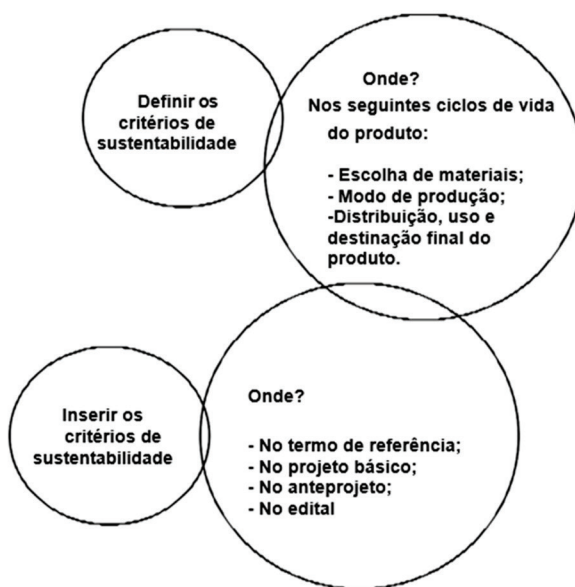 Definir os
critérios de
sustentabilidade
Onde?
Nos seguintes ciclos de vida
do produto:
- Escolha de materiais;
- Modo de produção;
-Distribuição, uso e
destinação final do
produto.
Inserir os
critérios de
sustentabilidade
Onde?
- No termo de referência;
- No projeto básico;
- No anteprojeto;
- No edital